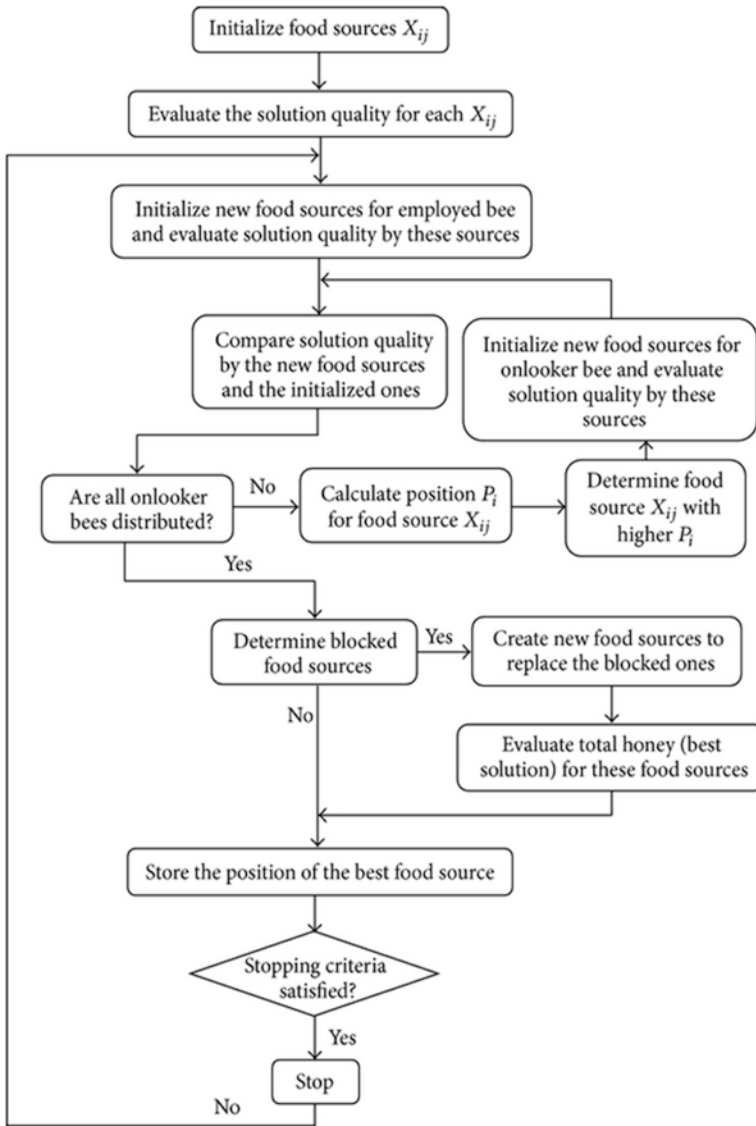 Initialize food sources X_ij
Evaluate the solution quality for each X_ij
Initialize new food sources for employed bee
and evaluate solution quality by these sources
Compare solution quality
by the new food sources
and the initialized ones
Initialize new food sources for
onlooker bee and evaluate
solution quality by these
sources
Are all onlooker
bees distributed?
No
Calculate position P_i
for food source X_ij
Determine food
source X_ij with
higher P_i
Yes
Determine blocked
food sources
Yes
Create new food sources to
replace the blocked ones
No
Evaluate total honey (best
solution) for these food sources
Store the position of the best food source
Stopping criteria
satisfied?
Yes
Stop
No